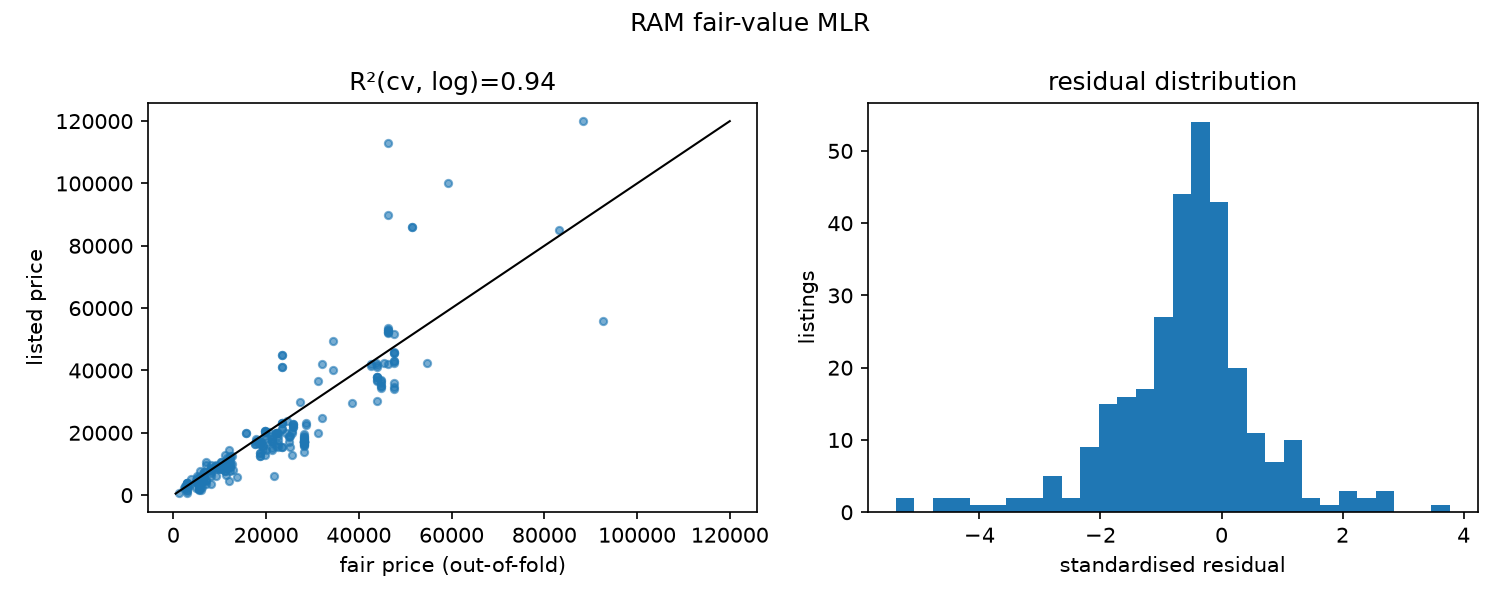 RAM fair-value MLR
R²(cv, log)=0.94
listed price
120000
100000
80000
60000
40000
20000
0
0 20000 40000 60000 80000 100000 120000
fair price (out-of-fold)
residual distribution
listings
50
40
30
20
10
0
−4 −2 0 2 4
standardised residual